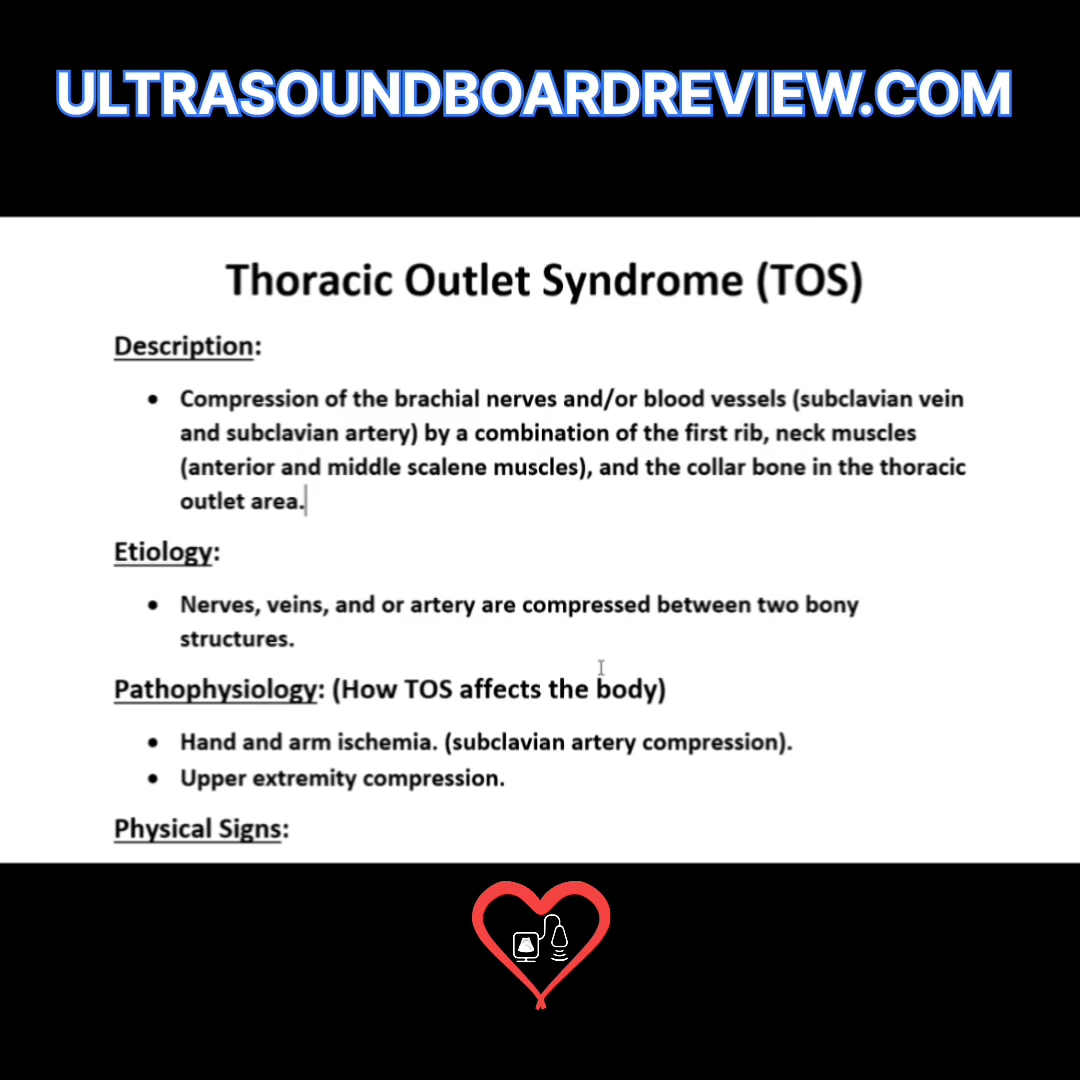 ULTRASOUNDBOARDREVIEW.COM
Thoracic Outlet Syndrome (TOS)
Description:
• Compression of the brachial nerves and/or blood vessels (subclavian vein
and subclavian artery) by a combination of the first rib, neck muscles
(anterior and middle scalene muscles), and the collar bone in the thoracic
outlet area.
Etiology:
• Nerves, veins, and or artery are compressed between two bony
structures.
Pathophysiology: (How TOS affects the body)
• Hand and arm ischemia. (subclavian artery compression).
• Upper extremity compression.
Physical Signs: